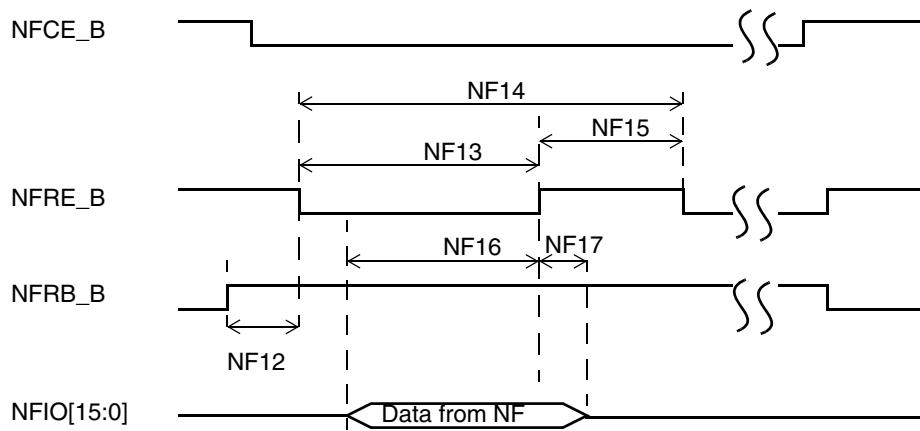 NFCE_B
NF14
NF15
NF13
NFRE_B
NF16
NF17
NFRB_B
NF12
NFIO[15:0]
Data from NF